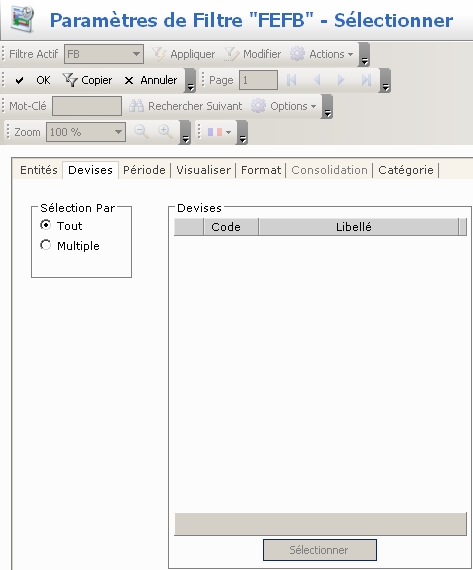 Paramètres de Filtre "FEFB" - Sélectionner
Filtre Actif FB Appliquer Modifier Actions
OK Copier Annuler Page 1
Mot-Clé Rechercher Suivant Options
Zoom 100 %
Entités Devises Période Visualiser Format Consolidation Catégorie
Sélection Par Devises
Tout Code Libellé
Multiple
Sélectionner